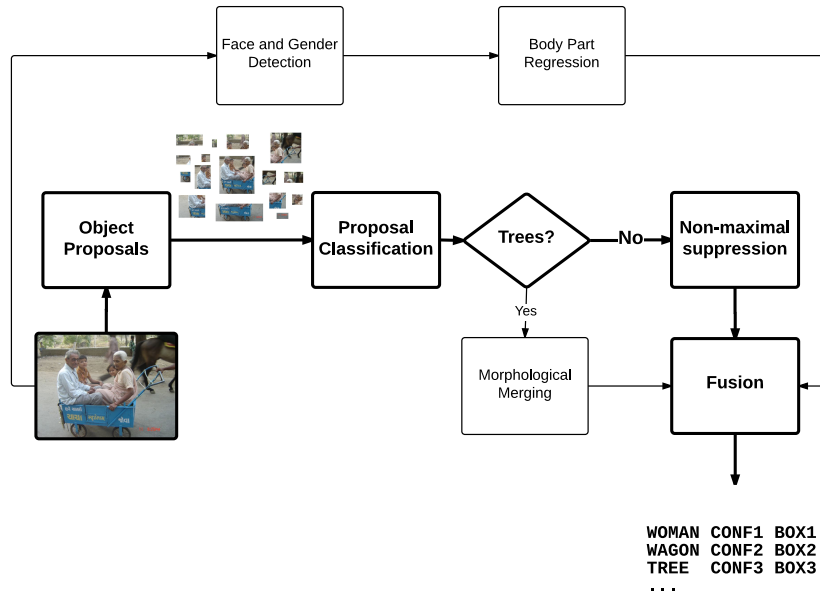 Face and Gender
Detection
Body Part
Regression
Object
Proposals
Proposal
Classification
Trees?
No
Non-maximal
suppression
Yes
Morphological
Merging
Fusion
WOMAN CONF1 BOX1
WAGON CONF2 BOX2
TREE CONF3 BOX3
...